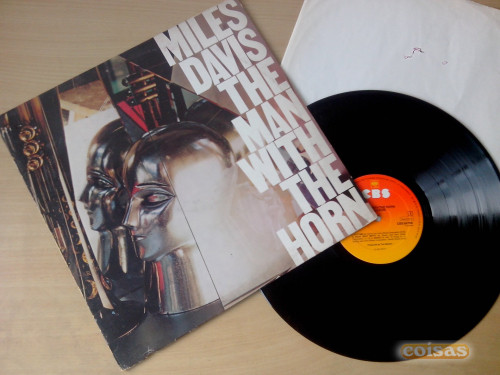 MILES
DAVIS
THE
MAN
WITH
THE
HORN
CBS
coisas